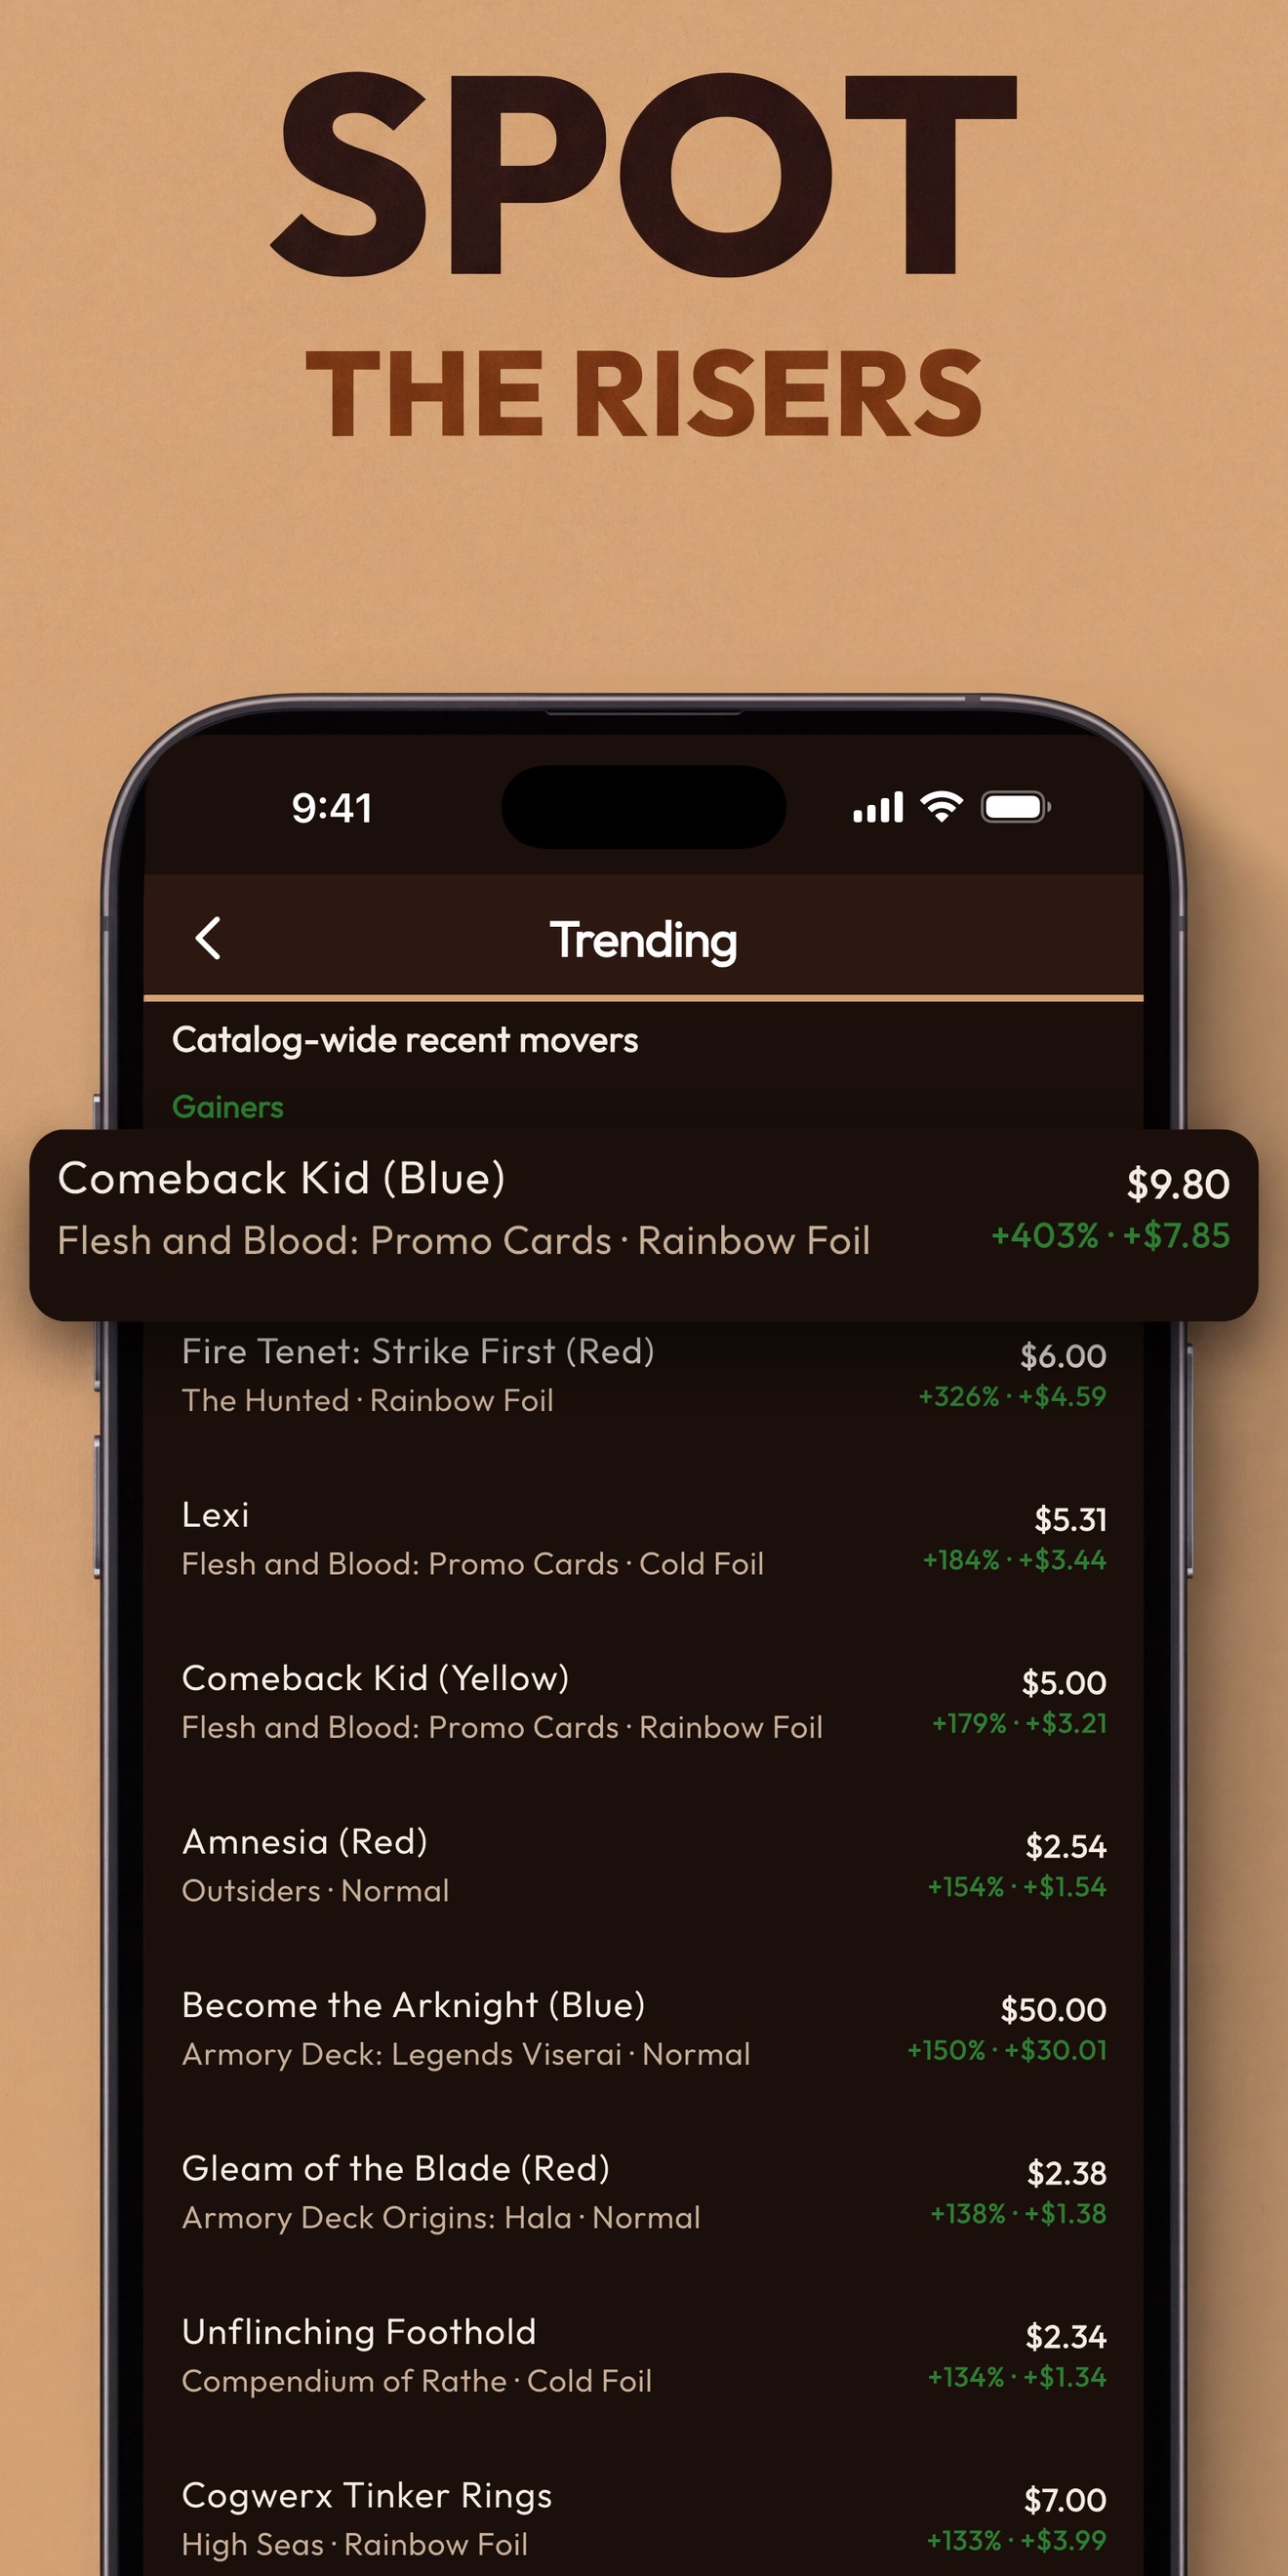 SPOT
THE RISERS
9:41
Trending
Catalog-wide recent movers
Gainers
Comeback Kid (Blue) $9.80
Flesh and Blood: Promo Cards · Rainbow Foil +403% · +$7.85
Fire Tenet: Strike First (Red) $6.00
The Hunted · Rainbow Foil +326% · +$4.59
Lexi $5.31
Flesh and Blood: Promo Cards · Cold Foil +184% · +$3.44
Comeback Kid (Yellow) $5.00
Flesh and Blood: Promo Cards · Rainbow Foil +179% · +$3.21
Amnesia (Red) $2.54
Outsiders · Normal +154% · +$1.54
Become the Arknight (Blue) $50.00
Armory Deck: Legends Viserai · Normal +150% · +$30.01
Gleam of the Blade (Red) $2.38
Armory Deck Origins: Hala · Normal +138% · +$1.38
Unflinching Foothold $2.34
Compendium of Rathe · Cold Foil +134% · +$1.34
Cogwerx Tinker Rings $7.00
High Seas · Rainbow Foil +133% · +$3.99